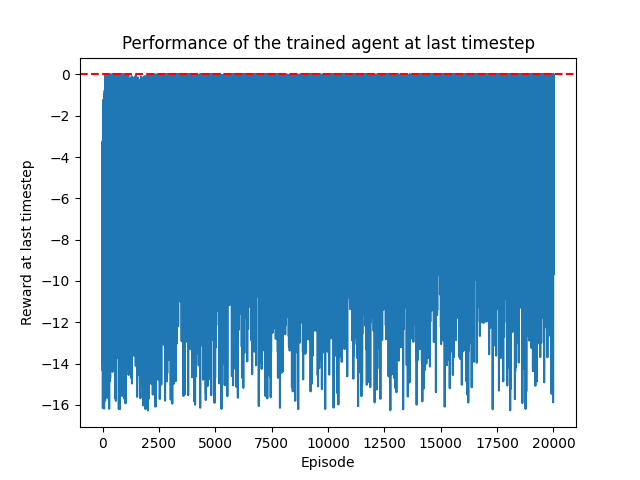 Performance of the trained agent at last timestep
Reward at last timestep
0
−2
−4
−6
−8
−10
−12
−14
−16
0 2500 5000 7500 10000 12500 15000 17500 20000
Episode